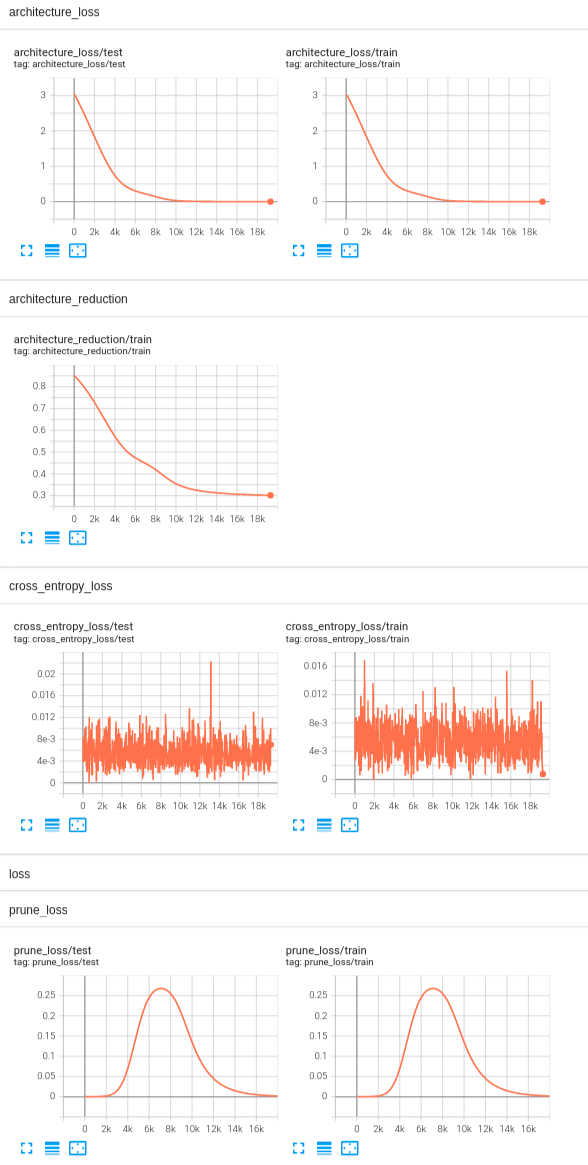 architecture_loss
architecture_loss/test
tag: architecture_loss/test
3
2
1
0
0 2k 4k 6k 8k 10k 12k 14k 16k 18k
architecture_loss/train
tag: architecture_loss/train
3
2
1
0
0 2k 4k 6k 8k 10k 12k 14k 16k 18k
architecture_reduction
architecture_reduction/train
tag: architecture_reduction/train
0.8
0.7
0.6
0.5
0.4
0.3
0 2k 4k 6k 8k 10k 12k 14k 16k 18k
cross_entropy_loss
cross_entropy_loss/test
tag: cross_entropy_loss/test
0.02
0.016
0.012
8e-3
4e-3
0
0 2k 4k 6k 8k 10k 12k 14k 16k 18k
cross_entropy_loss/train
tag: cross_entropy_loss/train
0.016
0.012
8e-3
4e-3
0
0 2k 4k 6k 8k 10k 12k 14k 16k 18k
loss
prune_loss
prune_loss/test
tag: prune_loss/test
0.25
0.2
0.15
0.1
0.05
0
0 2k 4k 6k 8k 10k 12k 14k 16k
prune_loss/train
tag: prune_loss/train
0.25
0.2
0.15
0.1
0.05
0
0 2k 4k 6k 8k 10k 12k 14k 16k